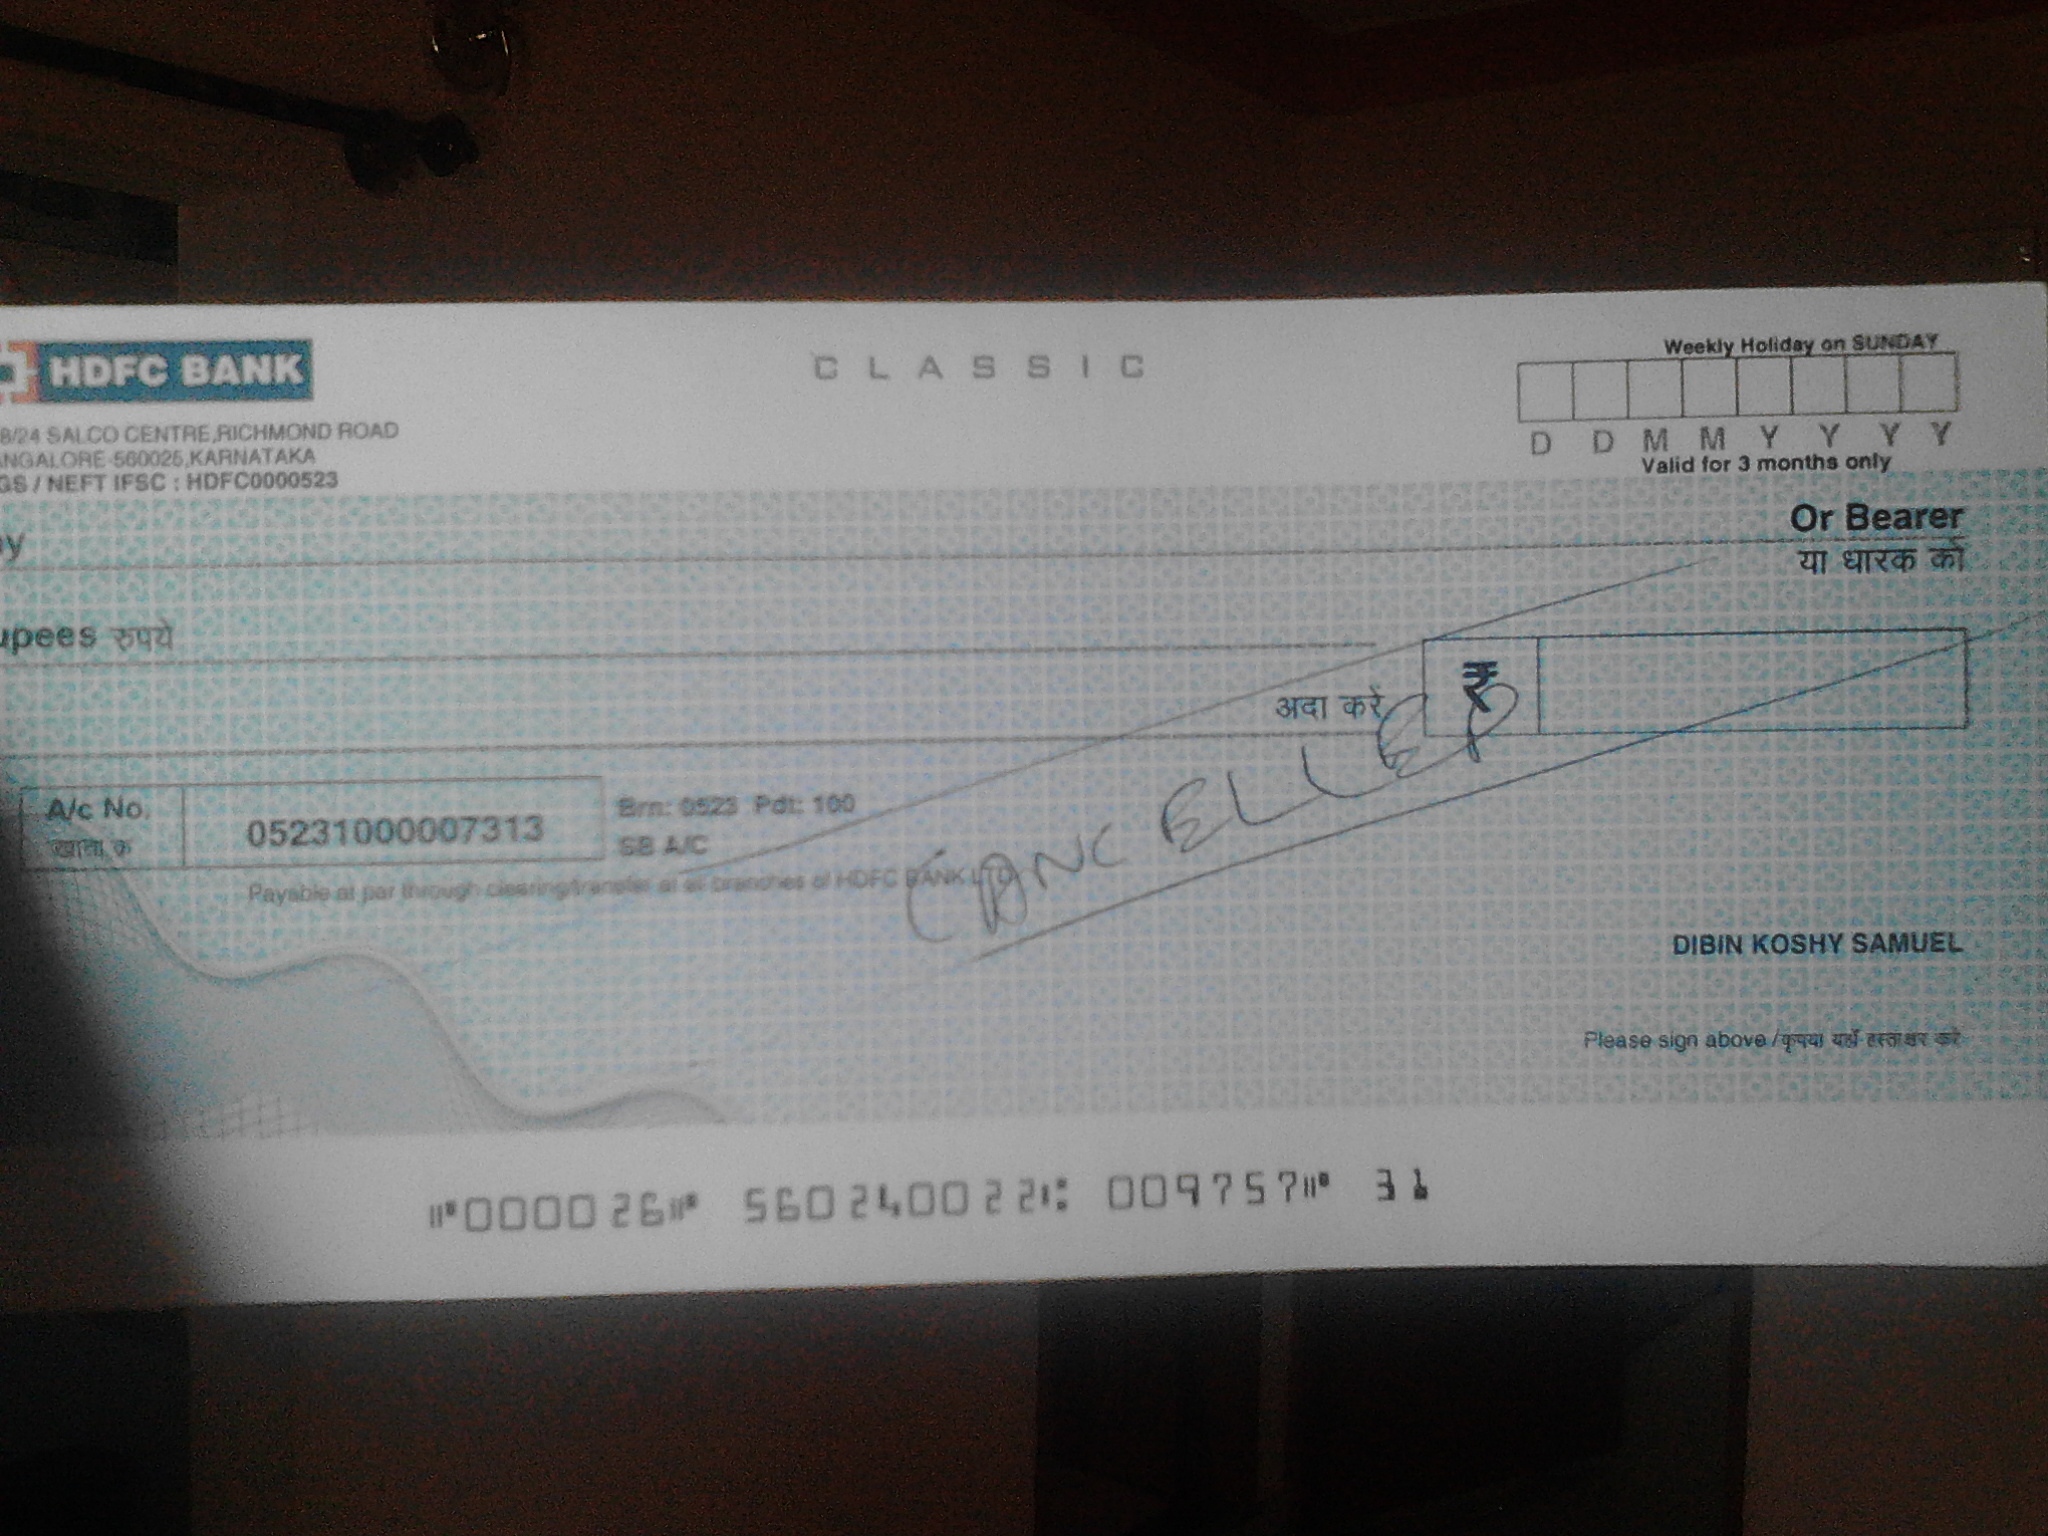 HDFC BANK
CLASSIC
Weekly Holiday on SUNDAY
8/24 SALCO CENTRE,RICHMOND ROAD
ANGALORE-560025,KARNATAKA
GS / NEFT IFSC : HDFC0000523
D D M M Y Y Y Y
Valid for 3 months only
Or Bearer
या धारक को
upees रुपये
अदा करें ₹
CANCELLED
A/c No. 05231000007313
खाता क्र
Brn: 0523 Pdt: 100
SB A/C
Payable at par through clearing/transfer at all branches of HDFC BANK LTD
DIBIN KOSHY SAMUEL
Please sign above / कृपया यहाँ हस्ताक्षर करें
⑈000026⑈ 560240022⑆ 009757⑈ 31